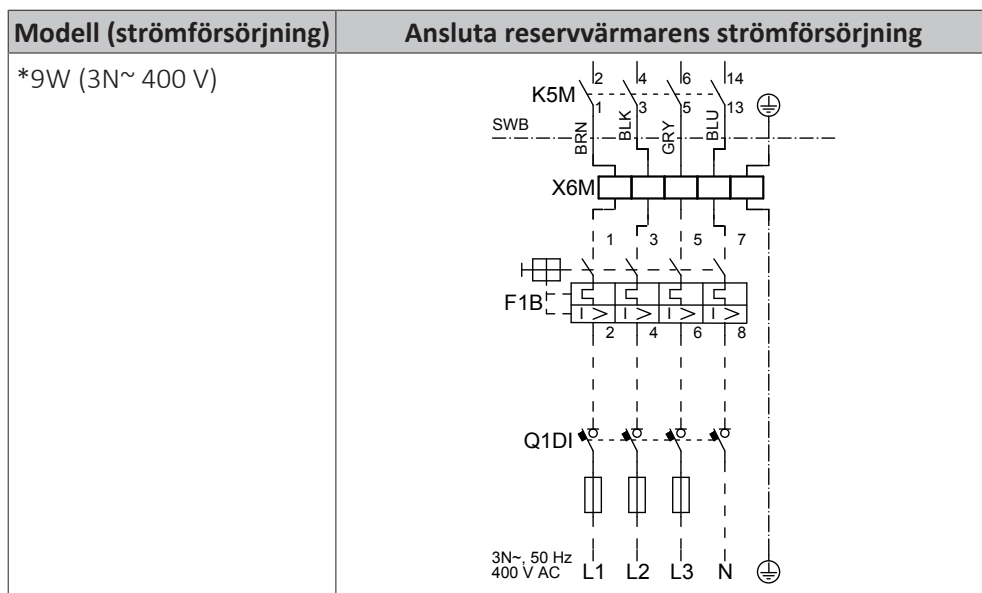 Modell (strömförsörjning) Ansluta reservvärmarens strömförsörjning
*9W (3N~ 400 V)
2 4 6 14
K5M
1 3 5 13
SWB
BRN BLK GRY BLU
X6M
1 3 5 7
F1B
I > I > I > I >
2 4 6 8
Q1DI
3N~, 50 Hz
400 V AC L1 L2 L3 N